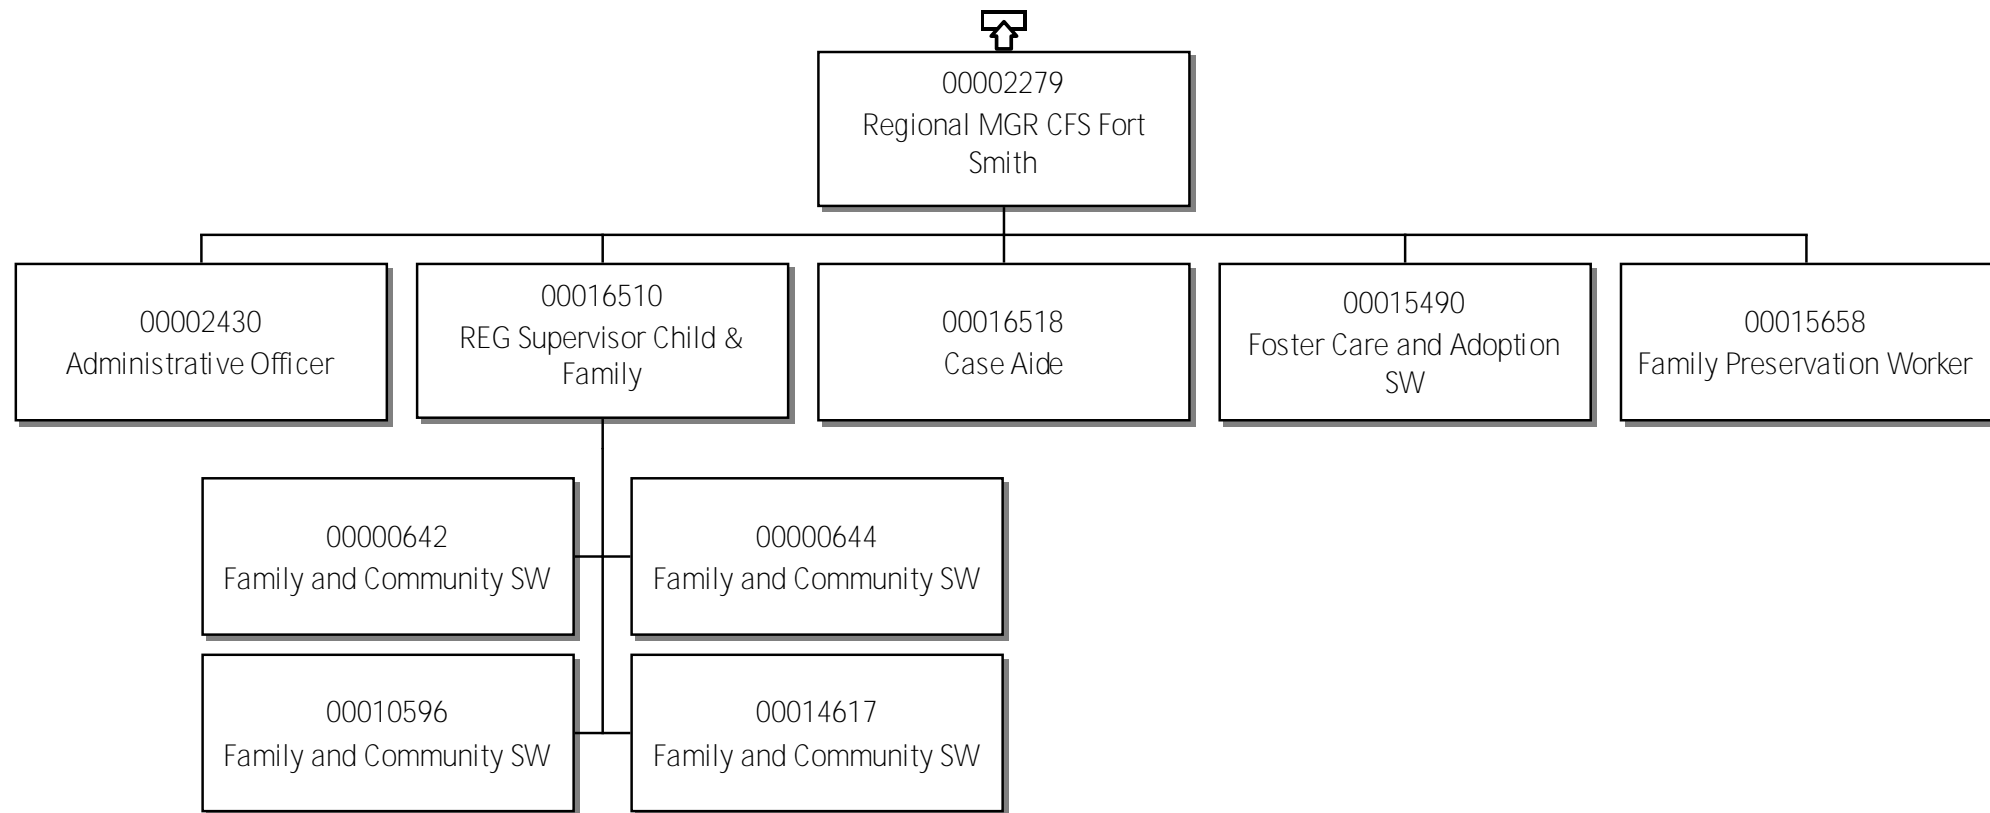 00002279
Regional MGR CFS Fort
Smith
00002430
Administrative Officer
00016510
REG Supervisor Child &
Family
00016518
Case Aide
00015490
Foster Care and Adoption
SW
00015658
Family Preservation Worker
00000642
Family and Community SW
00000644
Family and Community SW
00010596
Family and Community SW
00014617
Family and Community SW